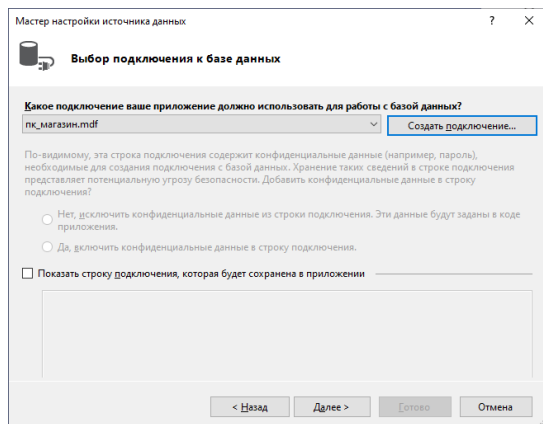 Мастер настройки источника данных
Выбор подключения к базе данных
Какое подключение ваше приложение должно использовать для работы с базой данных?
пк_магазин.mdf
Создать подключение...
По-видимому, эта строка подключения содержит конфиденциальные данные (например, пароль),
необходимые для создания подключения с базой данных. Хранение таких сведений в строке подключения
представляет потенциальную угрозу безопасности. Добавить конфиденциальные данные в строку
подключения?
Нет, исключить конфиденциальные данные из строки подключения. Эти данные будут заданы в коде
приложения.
Да, включить конфиденциальные данные в строку подключения.
Показать строку подключения, которая будет сохранена в приложении
< Назад
Далее >
Готово
Отмена